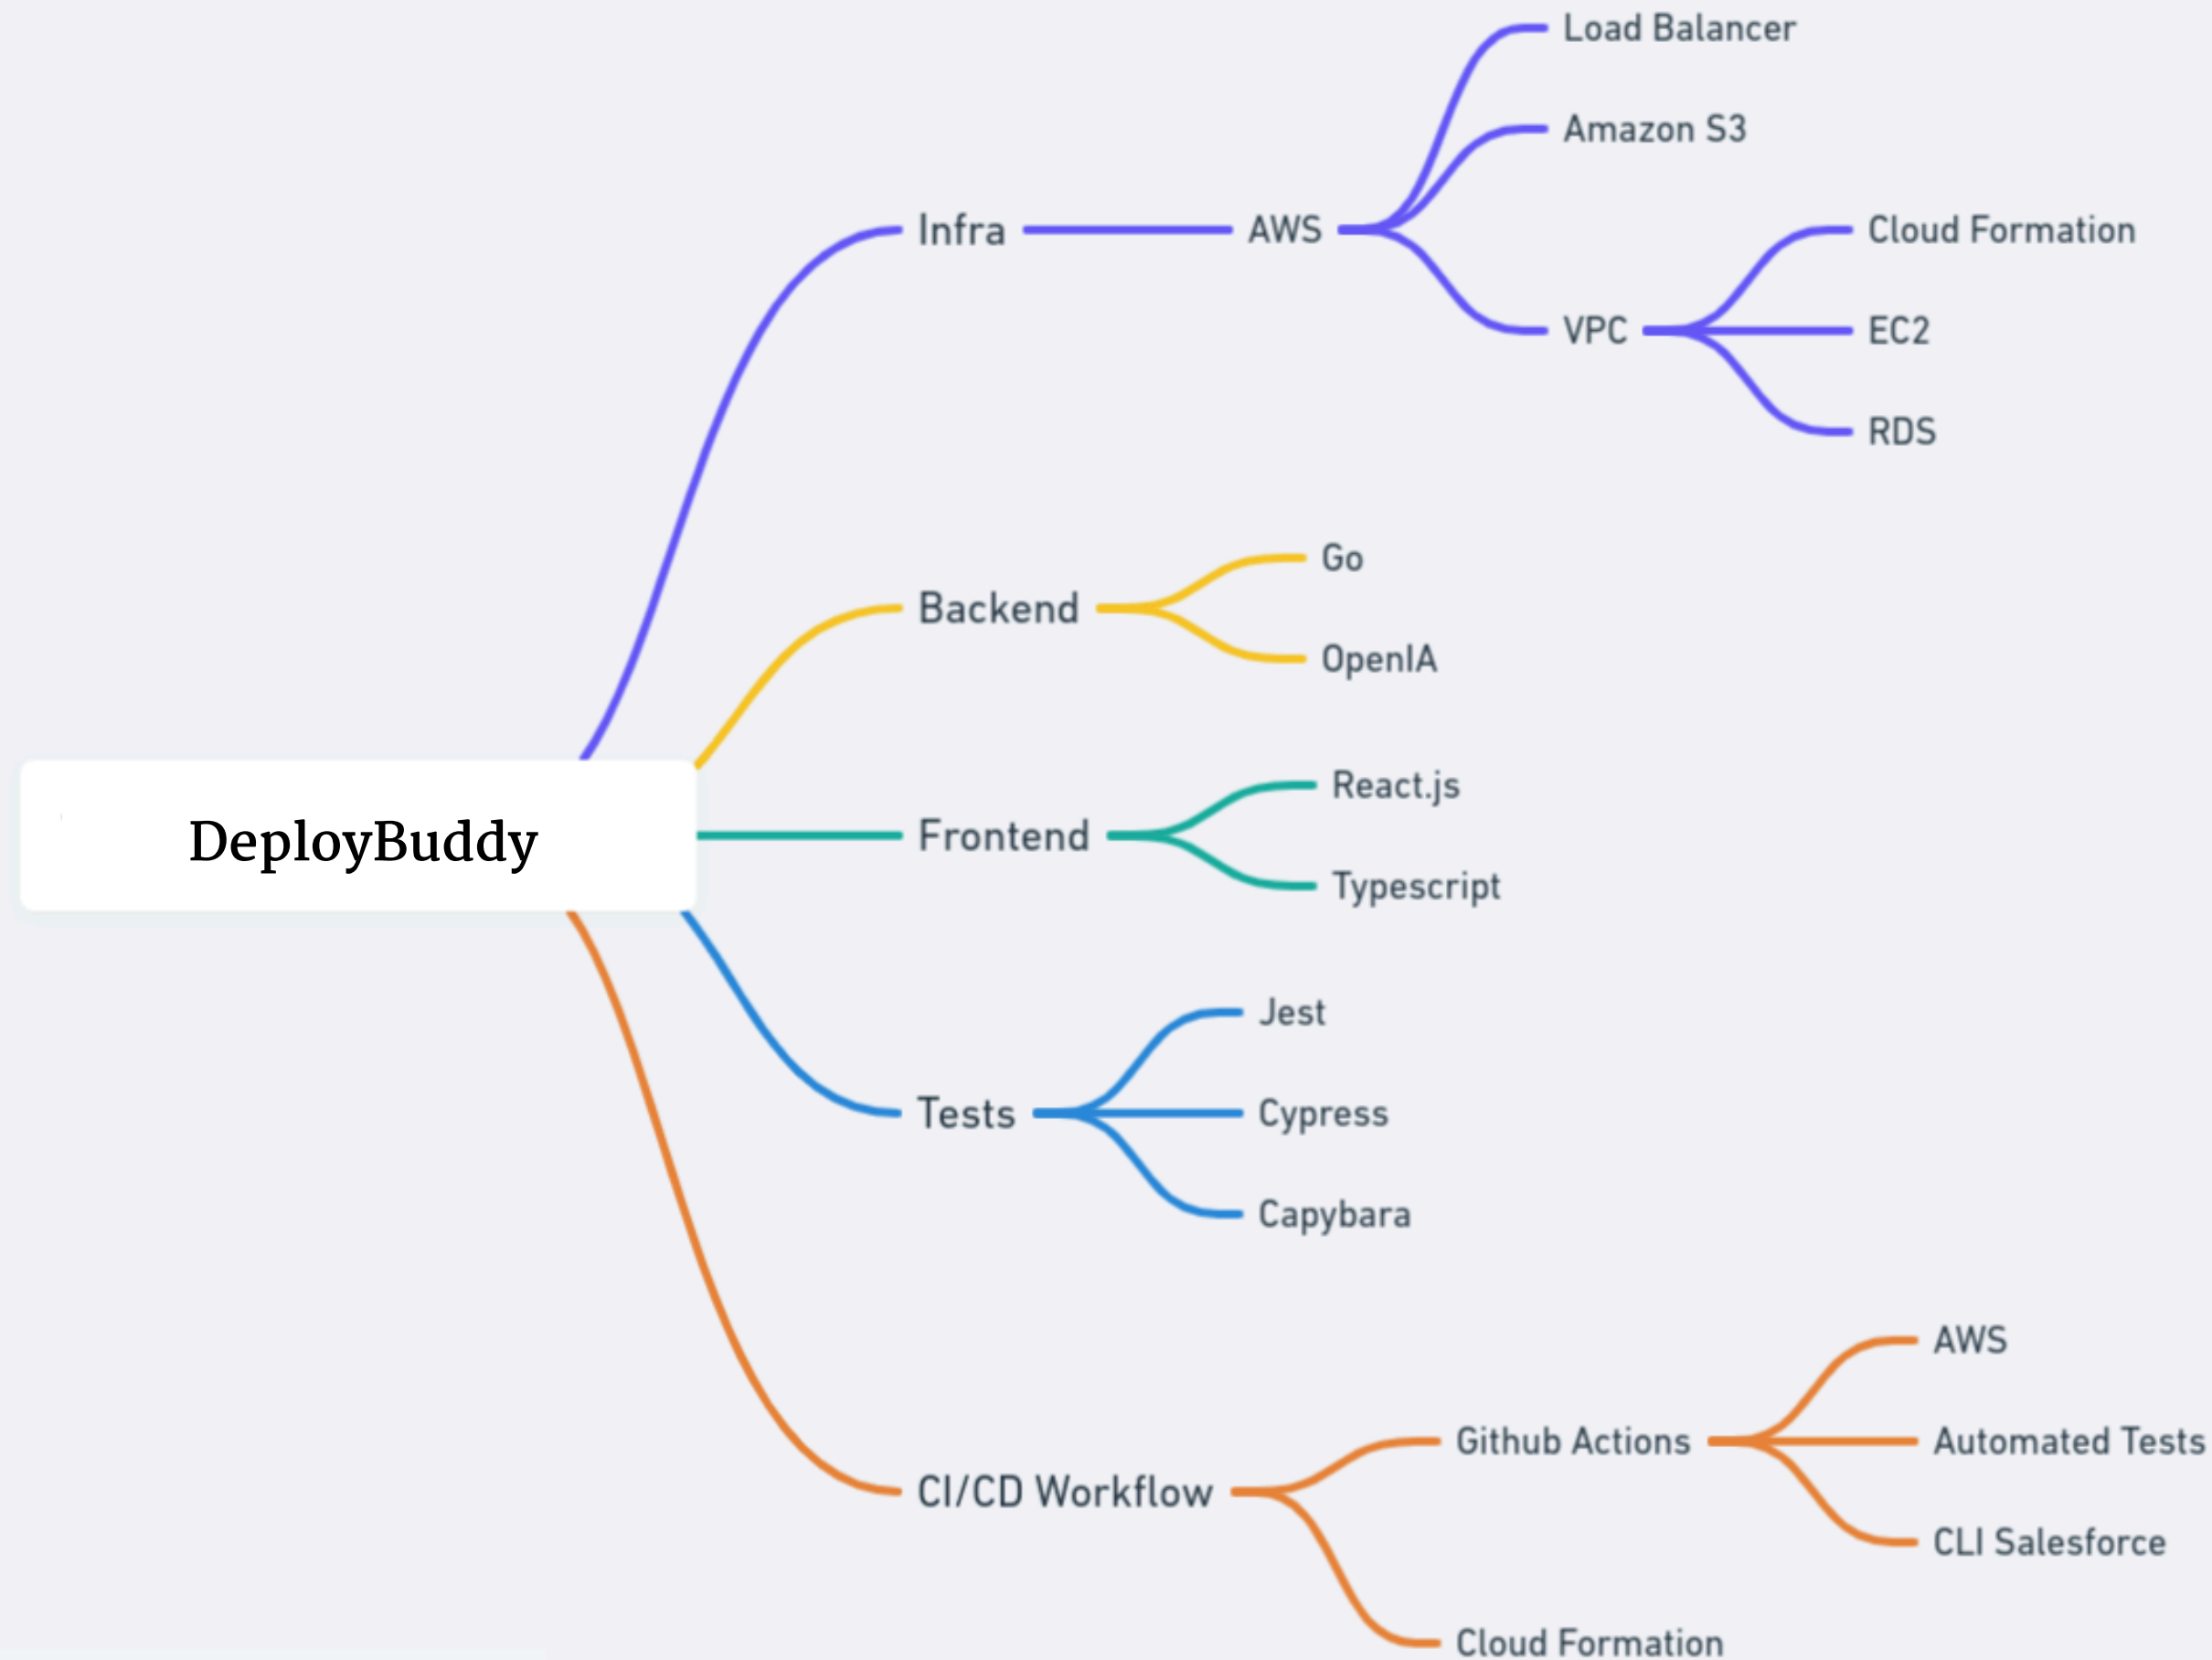 Load Balancer
Amazon S3
Infra
AWS
Cloud Formation
VPC
EC2
RDS
Go
Backend
OpenIA
React.js
DeployBuddy
Frontend
Typescript
Jest
Tests
Cypress
Capybara
AWS
Github Actions
Automated Tests
CI/CD Workflow
CLI Salesforce
Cloud Formation